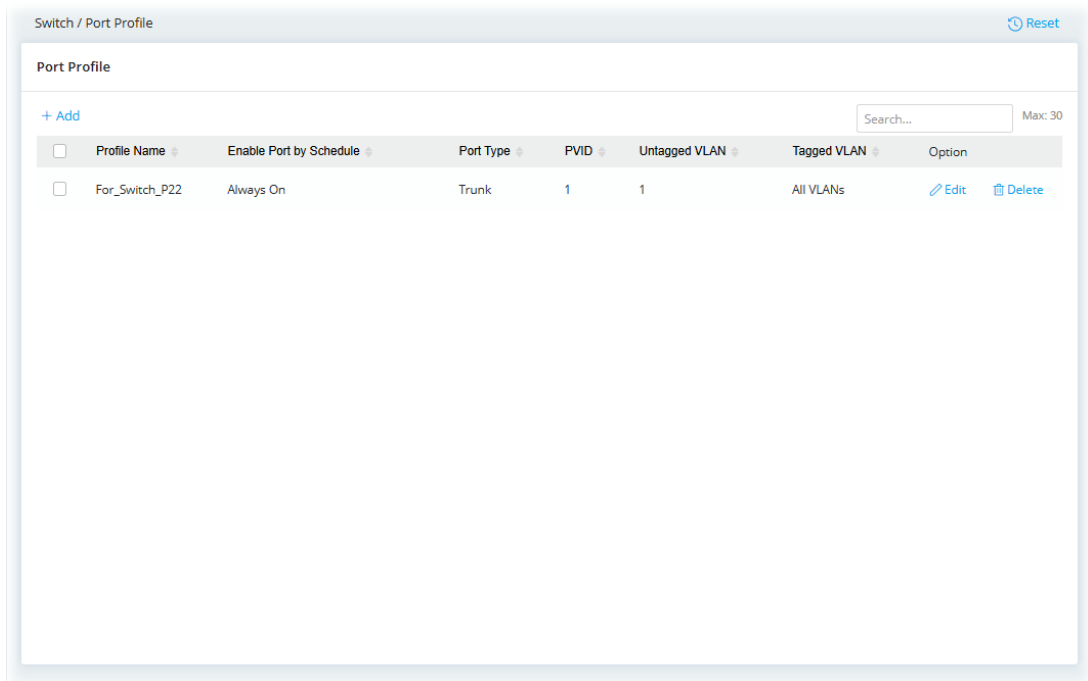 Switch / Port Profile Reset
Port Profile
+ Add Search... Max: 30
Profile Name Enable Port by Schedule Port Type PVID Untagged VLAN Tagged VLAN Option
For_Switch_P22 Always On Trunk 1 1 All VLANs Edit Delete